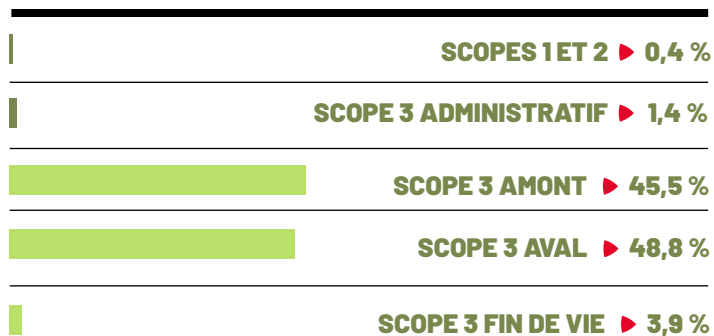 SCOPES 1 ET 2 ▶ 0,4 %
SCOPE 3 ADMINISTRATIF ▶ 1,4 %
SCOPE 3 AMONT ▶ 45,5 %
SCOPE 3 AVAL ▶ 48,8 %
SCOPE 3 FIN DE VIE ▶ 3,9 %